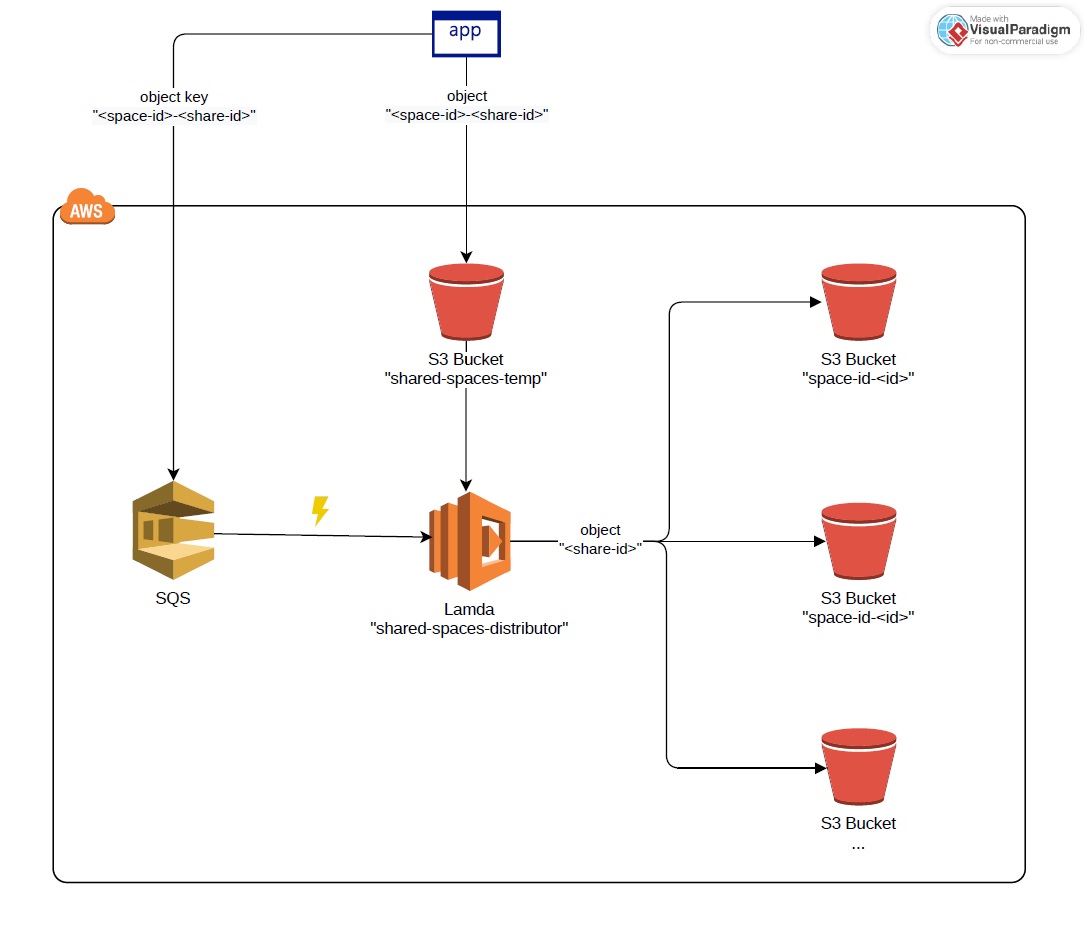 app
Made with
VisualParadigm
For non-commercial use
object key
"<space-id>-<share-id>"
object
"<space-id>-<share-id>"
AWS
S3 Bucket
"shared-spaces-temp"
S3 Bucket
"space-id-<id>"
SQS
Lamda
"shared-spaces-distributor"
object
"<share-id>"
S3 Bucket
"space-id-<id>"
S3 Bucket
...